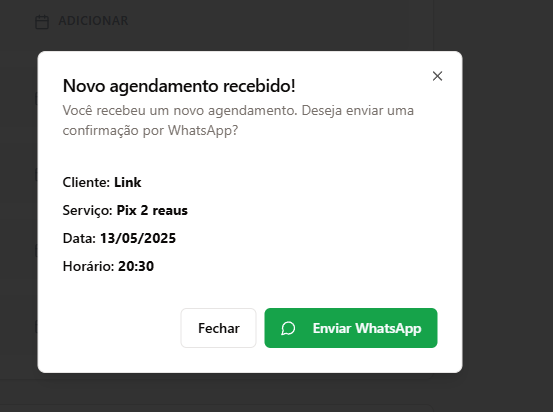 ADICIONAR
Novo agendamento recebido!
Você recebeu um novo agendamento. Deseja enviar uma
confirmação por WhatsApp?
Cliente: Link
Serviço: Pix 2 reaus
Data: 13/05/2025
Horário: 20:30
Fechar
Enviar WhatsApp